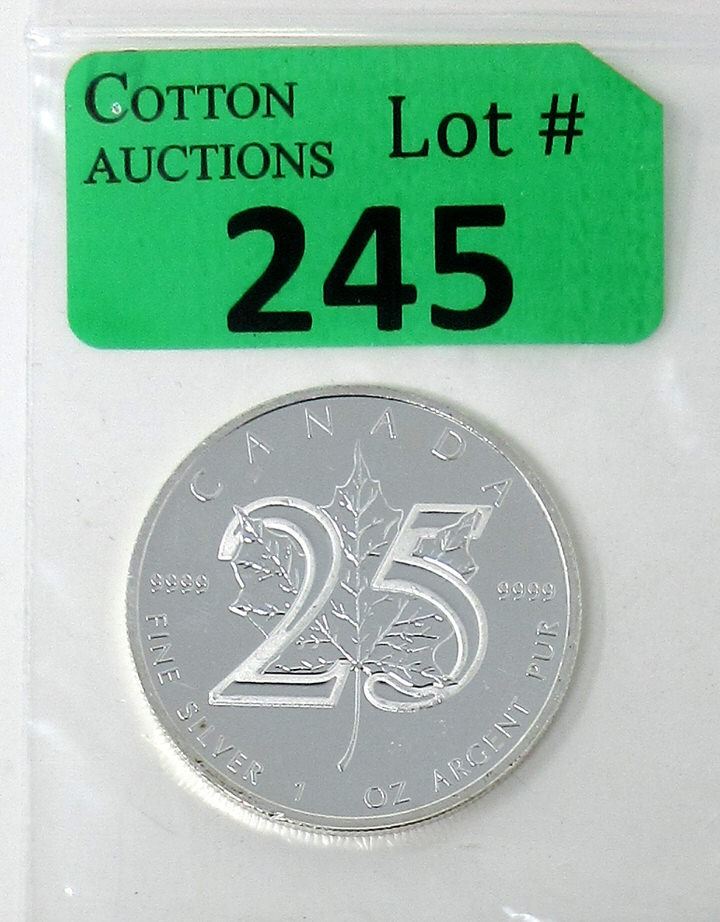 COTTON
AUCTIONS
Lot #
245
CANADA
25
9999
9999
FINE SILVER 1 OZ ARGENT PUR